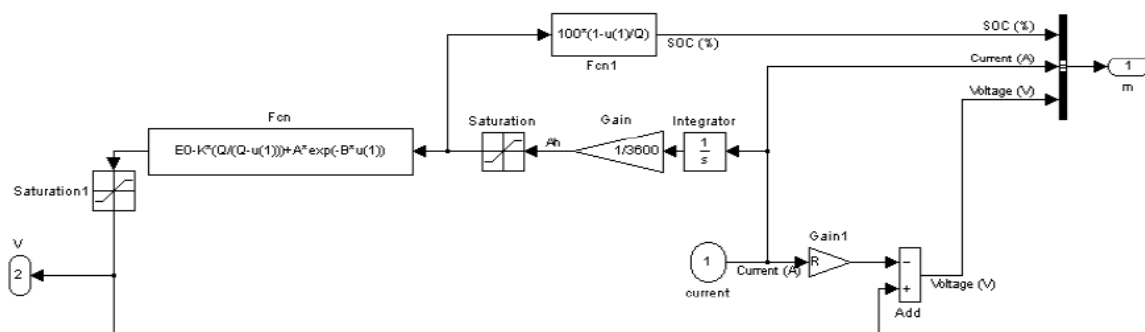 SOC (%)
100*(1-u(1)/Q)
SOC (%)
Fcn1
Current (A)
1
m
Voltage (V)
Fcn
Saturation
Gain
Integrator
E0-K*(Q/(Q-u(1)))+A*exp(-B*u(1))
Ah
1/3600
1
s
Saturation1
V
2
Gain1
1
Current (A)
R
−
+
Voltage (V)
current
Add